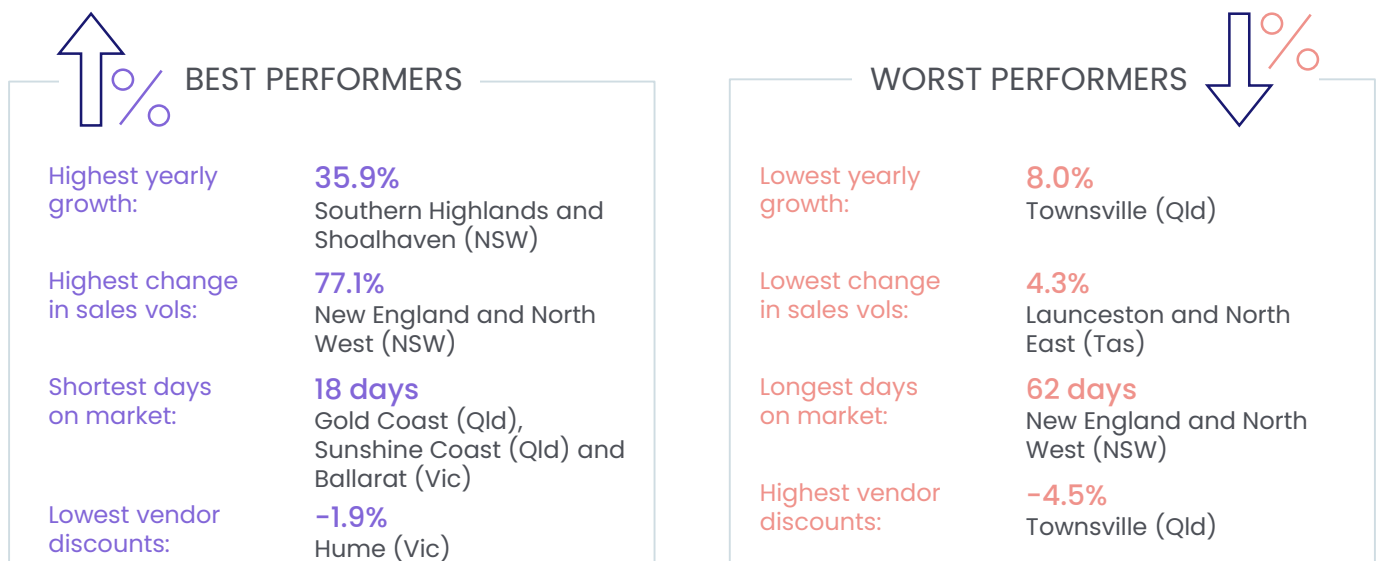 %
BEST PERFORMERS
Highest yearly
growth:
35.9%
Southern Highlands and
Shoalhaven (NSW)
Highest change
in sales vols:
77.1%
New England and North
West (NSW)
Shortest days
on market:
18 days
Gold Coast (Qld),
Sunshine Coast (Qld) and
Ballarat (Vic)
Lowest vendor
discounts:
-1.9%
Hume (Vic)
WORST PERFORMERS
%
Lowest yearly
growth:
8.0%
Townsville (Qld)
Lowest change
in sales vols:
4.3%
Launceston and North
East (Tas)
Longest days
on market:
62 days
New England and North
West (NSW)
Highest vendor
discounts:
-4.5%
Townsville (Qld)